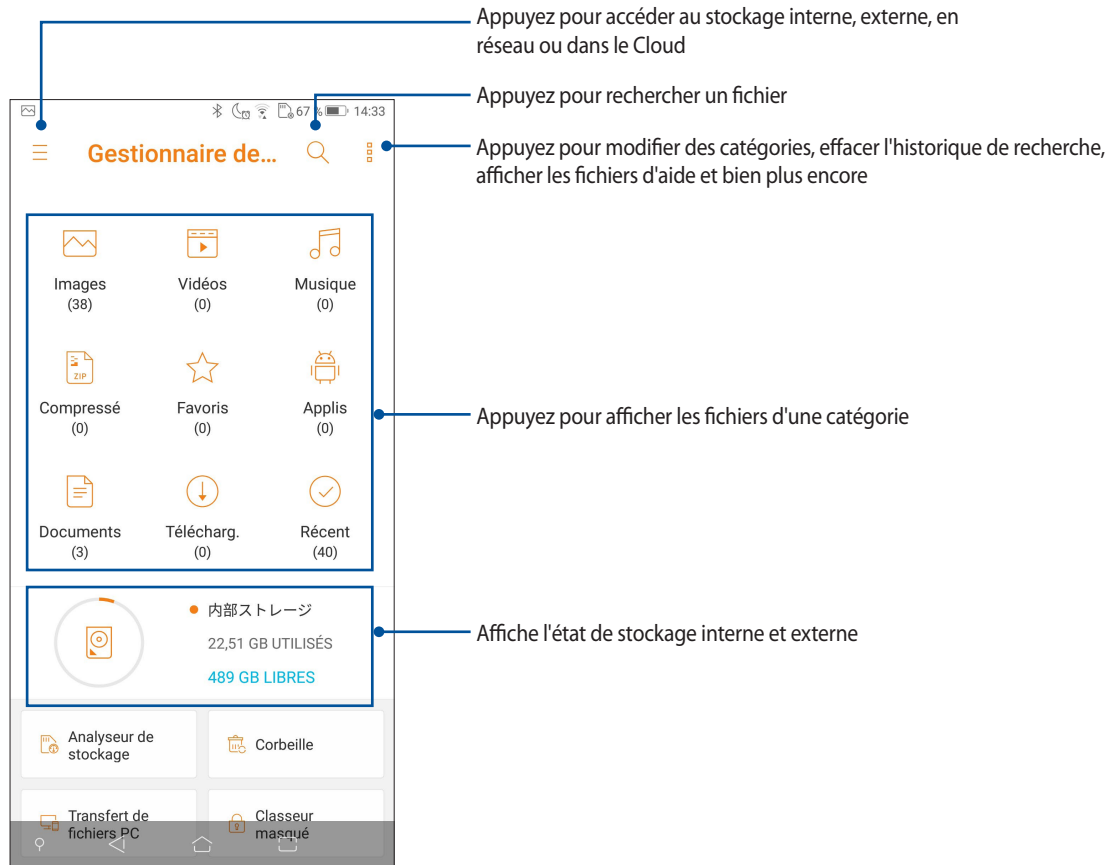 Appuyez pour accéder au stockage interne, externe, en
réseau ou dans le Cloud
Appuyez pour rechercher un fichier
67 % 14:33
Gestionnaire de...
Appuyez pour modifier des catégories, effacer l'historique de recherche,
afficher les fichiers d'aide et bien plus encore
Images
(38)
Vidéos
(0)
Musique
(0)
ZIP
Compressé
(0)
Favoris
(0)
Applis
(0)
Appuyez pour afficher les fichiers d'une catégorie
Documents
(3)
Télécharg.
(0)
Récent
(40)
内部ストレージ
22,51 GB UTILISÉS
489 GB LIBRES
Affiche l'état de stockage interne et externe
Analyseur de
stockage
Corbeille
Transfert de
fichiers PC
Classeur
masqué